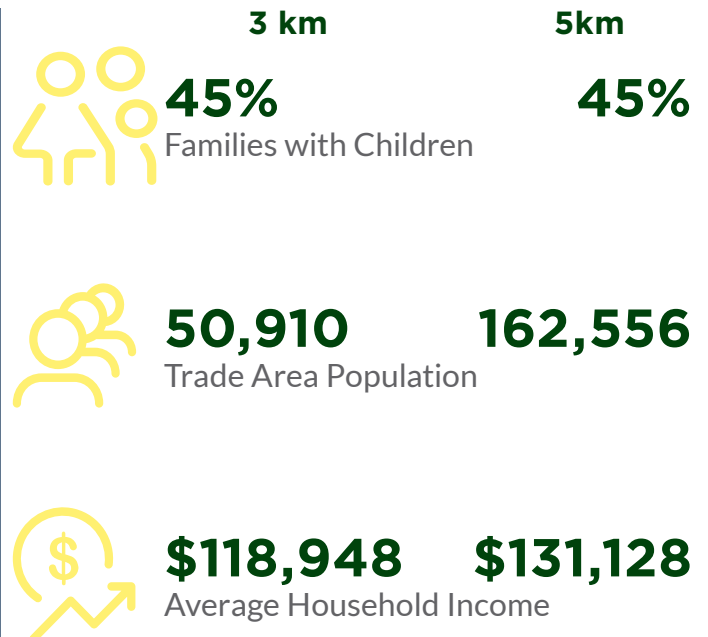 3 km 5km
45% 45%
Families with Children
50,910 162,556
Trade Area Population
$
$118,948 $131,128
Average Household Income